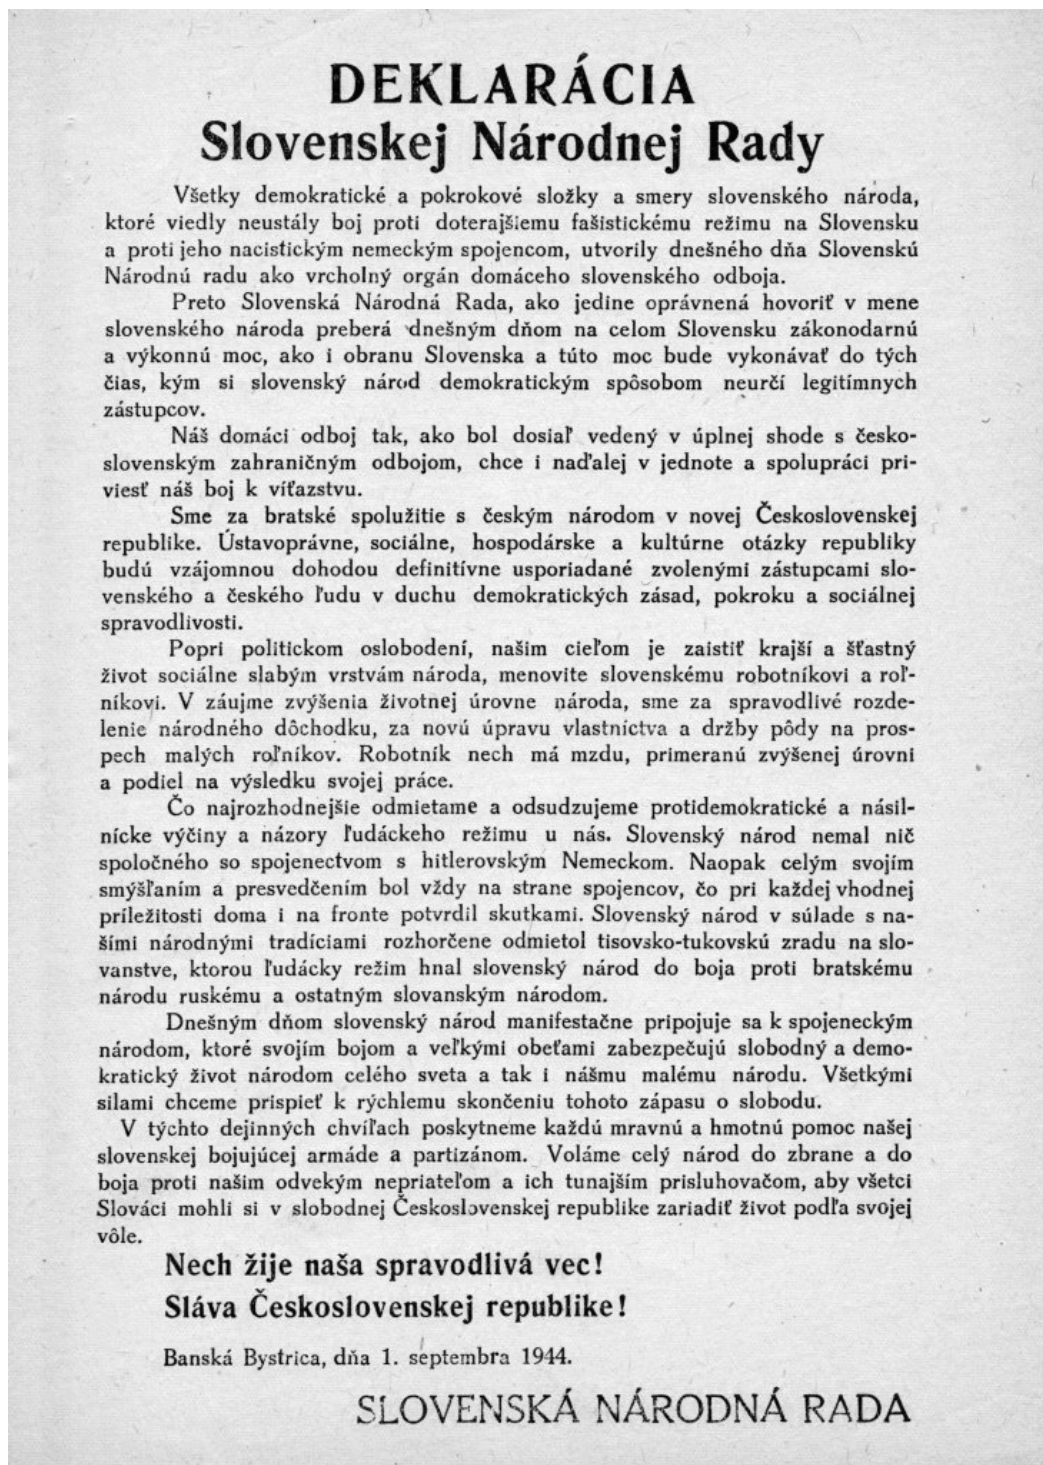 DEKLARÁCIA
Slovenskej Národnej Rady
Všetky demokratické a pokrokové složky a smery slovenského národa,
ktoré viedly neustály boj proti doterajšiemu fašistickému režimu na Slovensku
a proti jeho nacistickým nemeckým spojencom, utvorily dnešného dňa Slovenskú
Národnú radu ako vrcholný orgán domáceho slovenského odboja.
Preto Slovenská Národná Rada, ako jedine oprávnená hovoriť v mene
slovenského národa preberá dnešným dňom na celom Slovensku zákonodarnú
a výkonnú moc, ako i obranu Slovenska a túto moc bude vykonávať do tých
čias, kým si slovenský národ demokratickým spôsobom neurčí legitímnych
zástupcov.
Náš domáci odboj tak, ako bol dosiaľ vedený v úplnej shode s česko-
slovenským zahraničným odbojom, chce i naďalej v jednote a spolupráci pri-
viesť náš boj k víťazstvu.
Sme za bratské spolužitie s českým národom v novej Československej
republike. Ústavoprávne, sociálne, hospodárske a kultúrne otázky republiky
budú vzájomnou dohodou definitívne usporiadané zvolenými zástupcami slo-
venského a českého ľudu v duchu demokratických zásad, pokroku a sociálnej
spravodlivosti.
Popri politickom oslobodení, našim cieľom je zaistiť krajší a šťastný
život sociálne slabým vrstvám národa, menovite slovenskému robotníkovi a roľ-
níkovi. V záujme zvýšenia životnej úrovne národa, sme za spravodlivé rozde-
lenie národného dôchodku, za novú úpravu vlastníctva a držby pôdy na pros-
pech malých roľníkov. Robotník nech má mzdu, primeranú zvýšenej úrovni
a podiel na výsledku svojej práce.
Čo najrozhodnejšie odmietame a odsudzujeme protidemokratické a násil-
nícke výčiny a názory ľudáckeho režimu u nás. Slovenský národ nemal nič
spoločného so spojenectvom s hitlerovským Nemeckom. Naopak celým svojím
smýšľaním a presvedčením bol vždy na strane spojencov, čo pri každej vhodnej
príležitosti doma i na fronte potvrdil skutkami. Slovenský národ v súlade s na-
šími národnými tradíciami rozhorčene odmietol tisovsko-tukovskú zradu na slo-
vanstve, ktorou ľudácky režim hnal slovenský národ do boja proti bratskému
národu ruskému a ostatným slovanským národom.
Dnešným dňom slovenský národ manifestačne pripojuje sa k spojeneckým
národom, ktoré svojím bojom a veľkými obeťami zabezpečujú slobodný a demo-
kratický život národom celého sveta a tak i nášmu malému národu. Všetkými
silami chceme prispieť k rýchlemu skončeniu tohoto zápasu o slobodu.
V týchto dejinných chvíľach poskytneme každú mravnú a hmotnú pomoc našej
slovenskej bojujúcej armáde a partizánom. Voláme celý národ do zbrane a do
boja proti našim odvekým nepriateľom a ich tunajším prisluhovačom, aby všetci
Slováci mohli si v slobodnej Československej republike zariadiť život podľa svojej
vôle.
Nech žije naša spravodlivá vec!
Sláva Československej republike!
Banská Bystrica, dňa 1. septembra 1944.
SLOVENSKÁ NÁRODNÁ RADA